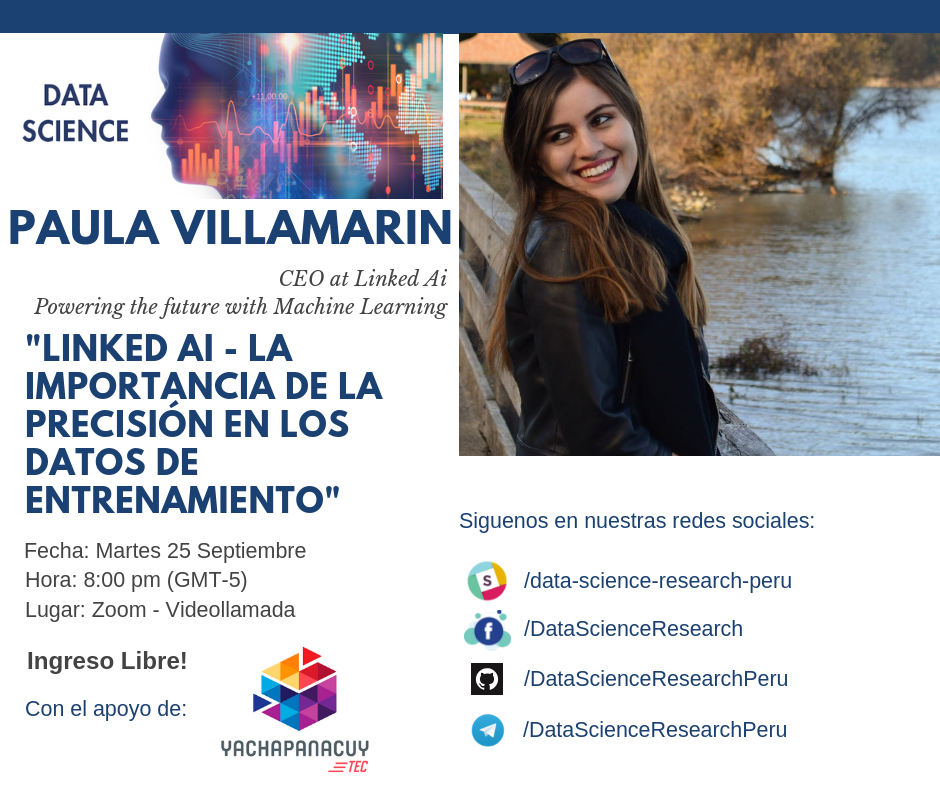 DATA
SCIENCE
+11,00.00
PAULA VILLAMARIN
CEO at Linked Ai
Powering the future with Machine Learning
"LINKED AI - LA
IMPORTANCIA DE LA
PRECISIÓN EN LOS
DATOS DE
ENTRENAMIENTO"
Fecha: Martes 25 Septiembre
Hora: 8:00 pm (GMT-5)
Lugar: Zoom - Videollamada
Ingreso Libre!
Con el apoyo de:
YACHAPANACUY
TEC
Siguenos en nuestras redes sociales:
S /data-science-research-peru
f /DataScienceResearch
/DataScienceResearchPeru
/DataScienceResearchPeru